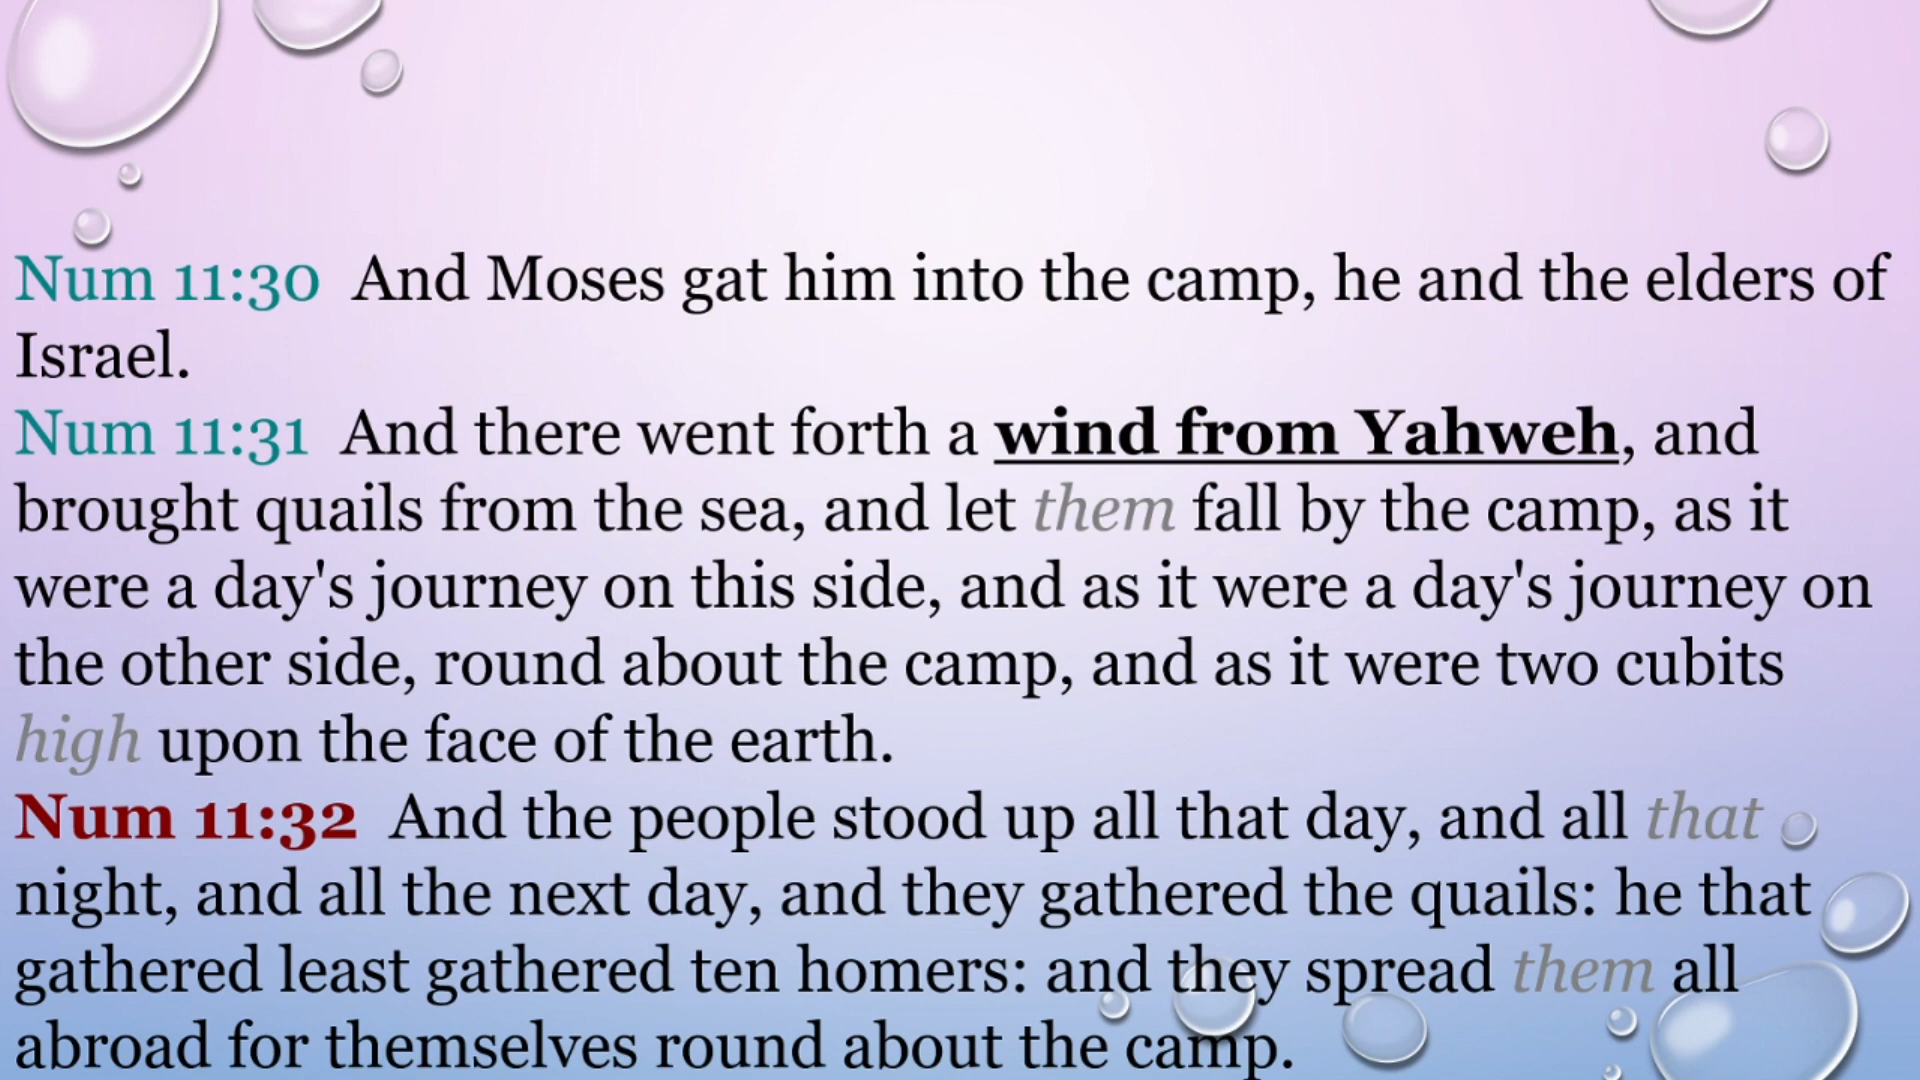 Num 11:30 And Moses gat him into the camp, he and the elders of
Israel.
Num 11:31 And there went forth a wind from Yahweh, and
brought quails from the sea, and let them fall by the camp, as it
were a day's journey on this side, and as it were a day's journey on
the other side, round about the camp, and as it were two cubits
high upon the face of the earth.
Num 11:32 And the people stood up all that day, and all that
night, and all the next day, and they gathered the quails: he that
gathered least gathered ten homers: and they spread them all
abroad for themselves round about the camp.